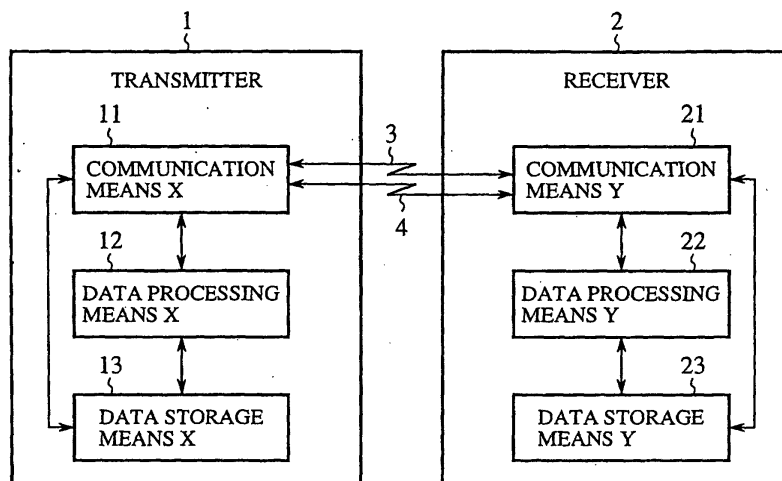 1
2
TRANSMITTER
RECEIVER
11
COMMUNICATION
MEANS X
3
4
21
COMMUNICATION
MEANS Y
12
DATA PROCESSING
MEANS X
22
DATA PROCESSING
MEANS Y
13
DATA STORAGE
MEANS X
23
DATA STORAGE
MEANS Y